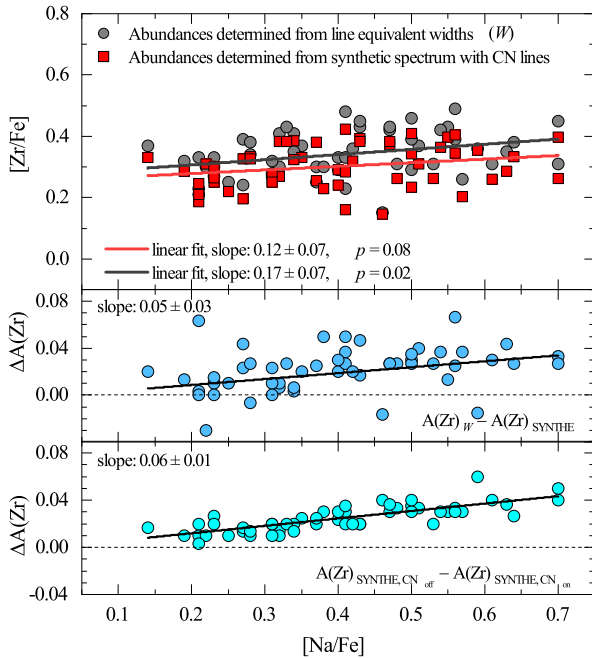 Abundances determined from line equivalent widths (W)
Abundances determined from synthetic spectrum with CN lines
0.8
0.6
0.4
0.2
0.0
[Zr/Fe]
linear fit, slope: 0.12 ± 0.07, p = 0.08
linear fit, slope: 0.17 ± 0.07, p = 0.02
slope: 0.05 ± 0.03
0.08
0.04
0.00
ΔA(Zr)
A(Zr) W – A(Zr) SYNTHE
slope: 0.06 ± 0.01
0.04
0.00
-0.04
ΔA(Zr)
A(Zr) SYNTHE, CN off – A(Zr) SYNTHE, CN on
0.1 0.2 0.3 0.4 0.5 0.6 0.7
[Na/Fe]